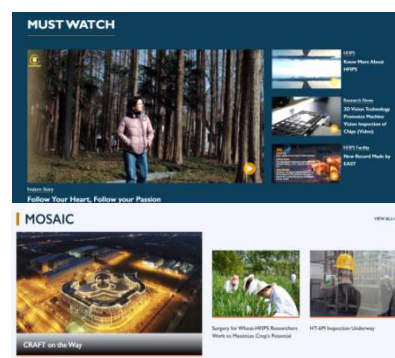 MUST WATCH
HFIPS
Know More About
HFIPS
Research News
3D Vision Technology
Promotes Machine
Vision Inspection of
Chips (Video)
HFIPS Facility
New Record Made by
EAST
Feature Story
Follow Your Heart, Follow your Passion
MOSAIC
VIEW ALL+
CRAFT on the Way
Surgery for Wheat-HFIPS Researchers
Work to Maximize Crop's Potential
HT-6M Inspection Underway